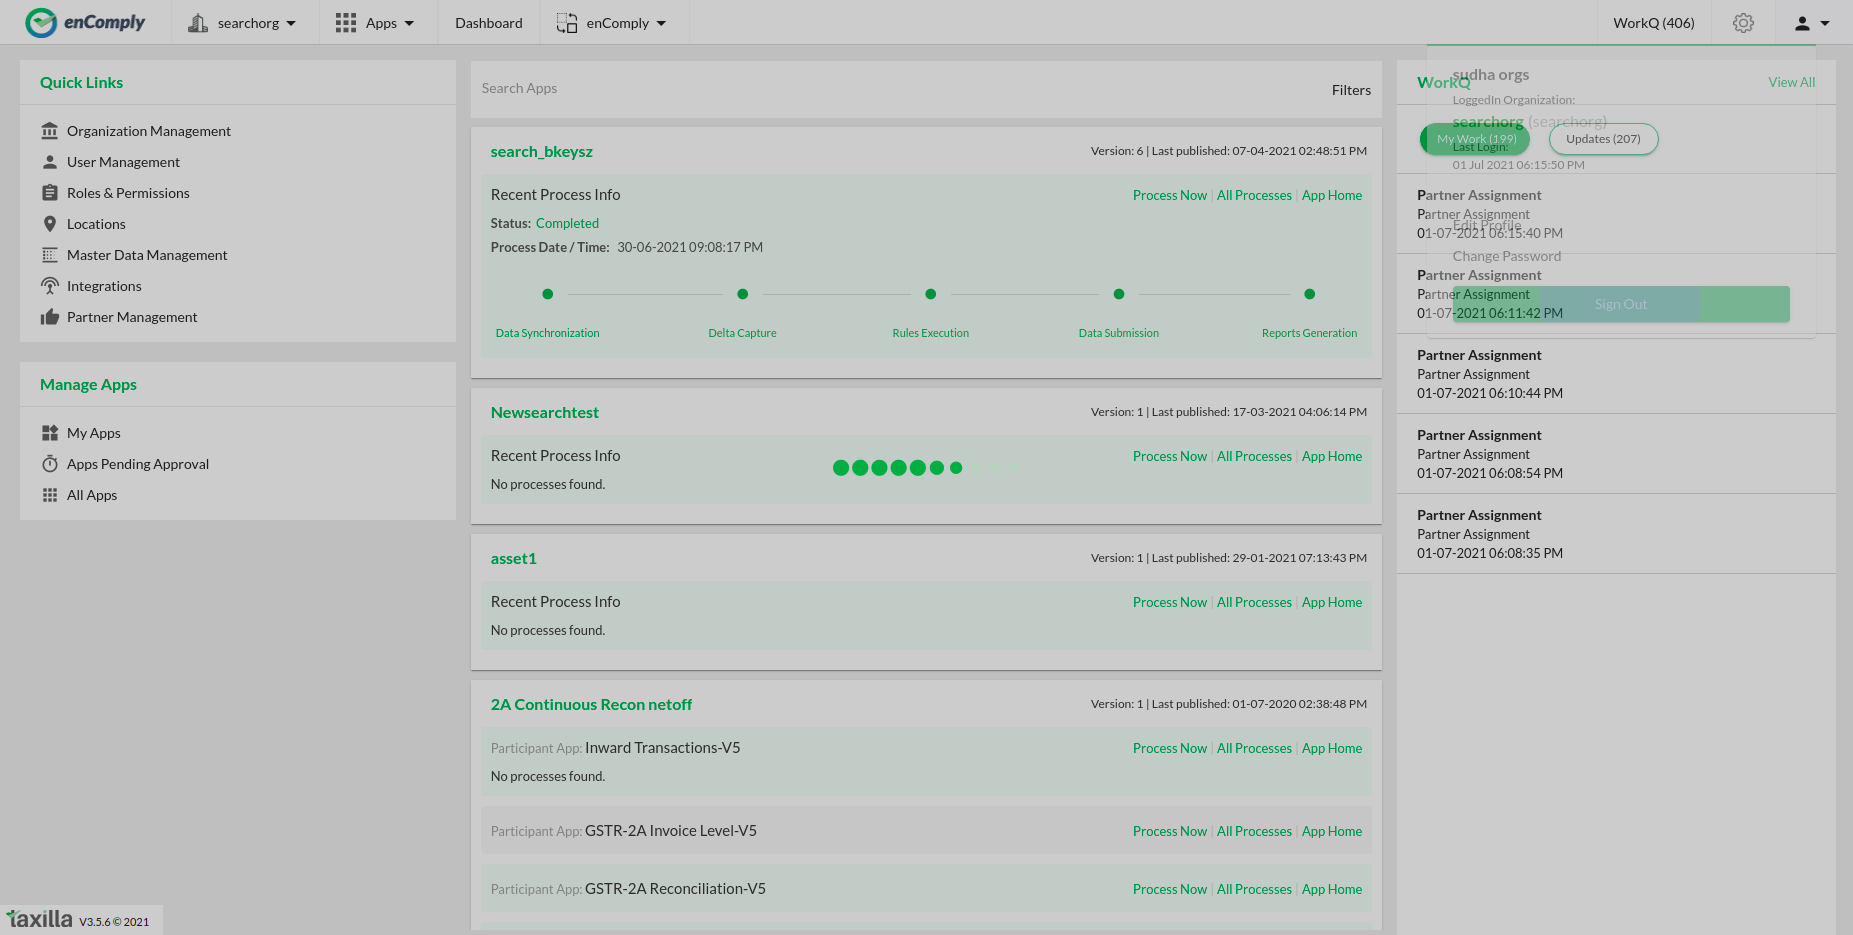 enComply
searchorg
Apps
Dashboard
enComply
WorkQ (406)
Quick Links
Organization Management
User Management
Roles & Permissions
Locations
Master Data Management
Integrations
Partner Management
Manage Apps
My Apps
Apps Pending Approval
All Apps
Search Apps
Filters
search_bkeysz
Version: 6 | Last published: 07-04-2021 02:48:51 PM
Recent Process Info
Process Now | All Processes | App Home
Status: Completed
Process Date / Time: 30-06-2021 09:08:17 PM
Data Synchronization
Delta Capture
Rules Execution
Data Submission
Reports Generation
Newsearchtest
Version: 1 | Last published: 17-03-2021 04:06:14 PM
Recent Process Info
Process Now | All Processes | App Home
No processes found.
asset1
Version: 1 | Last published: 29-01-2021 07:13:43 PM
Recent Process Info
Process Now | All Processes | App Home
No processes found.
2A Continuous Recon netoff
Version: 1 | Last published: 01-07-2020 02:38:48 PM
Participant App: Inward Transactions-V5
Process Now | All Processes | App Home
No processes found.
Participant App: GSTR-2A Invoice Level-V5
Process Now | All Processes | App Home
Participant App: GSTR-2A Reconciliation-V5
Process Now | All Processes | App Home
WorkQ
View All
My Work (199)
Updates (207)
Partner Assignment
Partner Assignment
01-07-2021 06:15:40 PM
Partner Assignment
Partner Assignment
01-07-2021 06:11:42 PM
Partner Assignment
Partner Assignment
01-07-2021 06:10:44 PM
Partner Assignment
Partner Assignment
01-07-2021 06:08:54 PM
Partner Assignment
Partner Assignment
01-07-2021 06:08:35 PM
sudha orgs
LoggedIn Organization:
searchorg (searchorg)
Last Login:
01 Jul 2021 06:15:50 PM
Edit Profile
Change Password
Sign Out
taxilla V3.5.6 © 2021